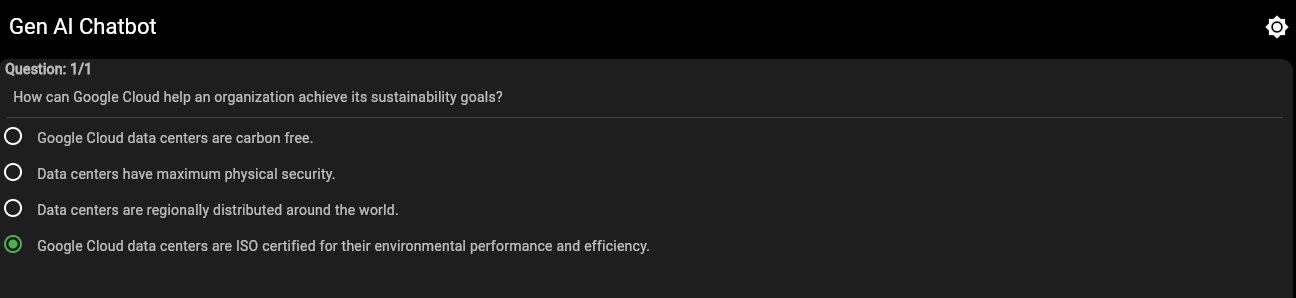 Gen AI Chatbot
Question: 1/1
How can Google Cloud help an organization achieve its sustainability goals?
Google Cloud data centers are carbon free.
Data centers have maximum physical security.
Data centers are regionally distributed around the world.
Google Cloud data centers are ISO certified for their environmental performance and efficiency.